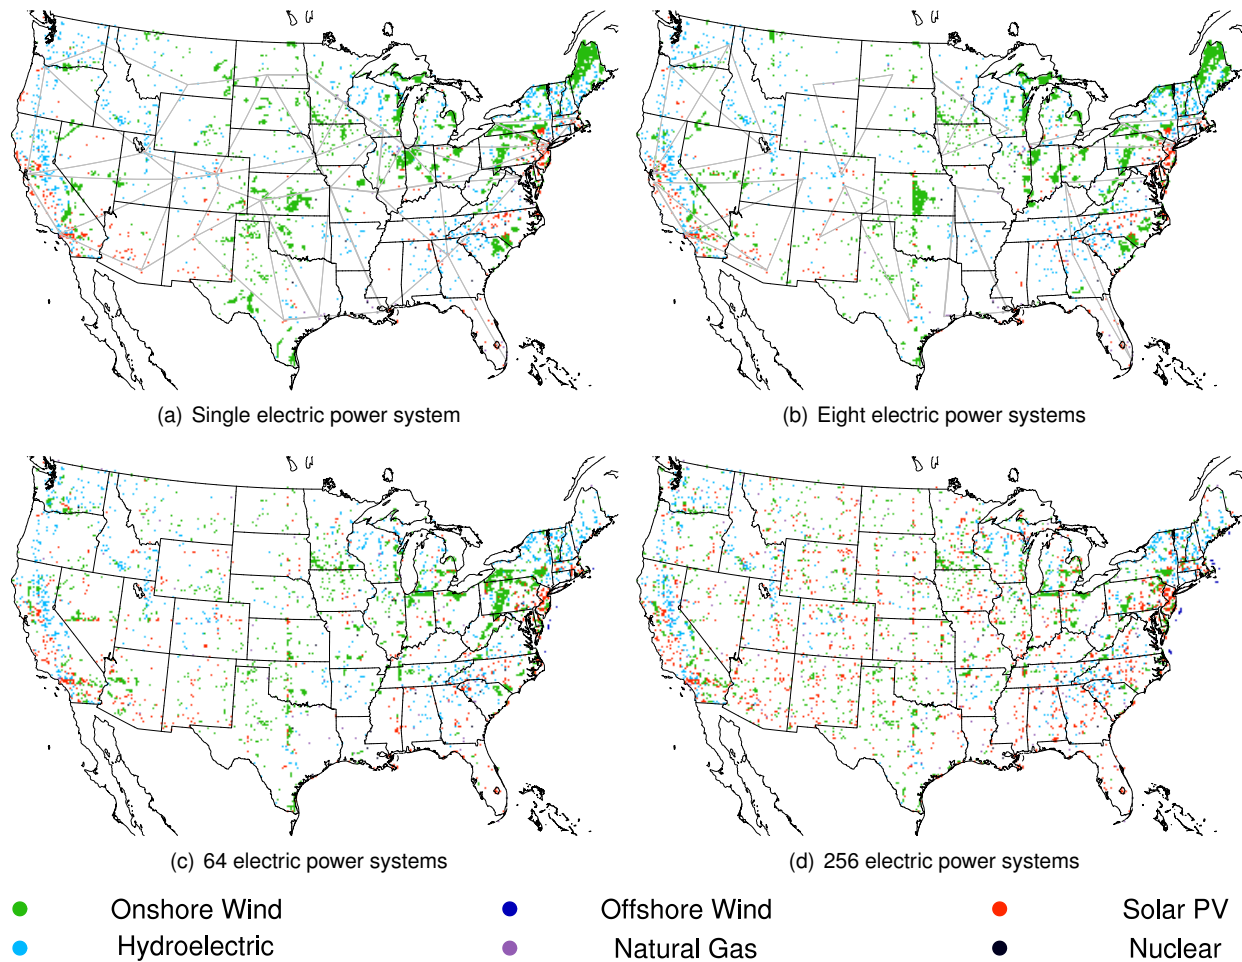 (a) Single electric power system
(b) Eight electric power systems
(c) 64 electric power systems
(d) 256 electric power systems
Onshore Wind
Offshore Wind
Solar PV
Hydroelectric
Natural Gas
Nuclear